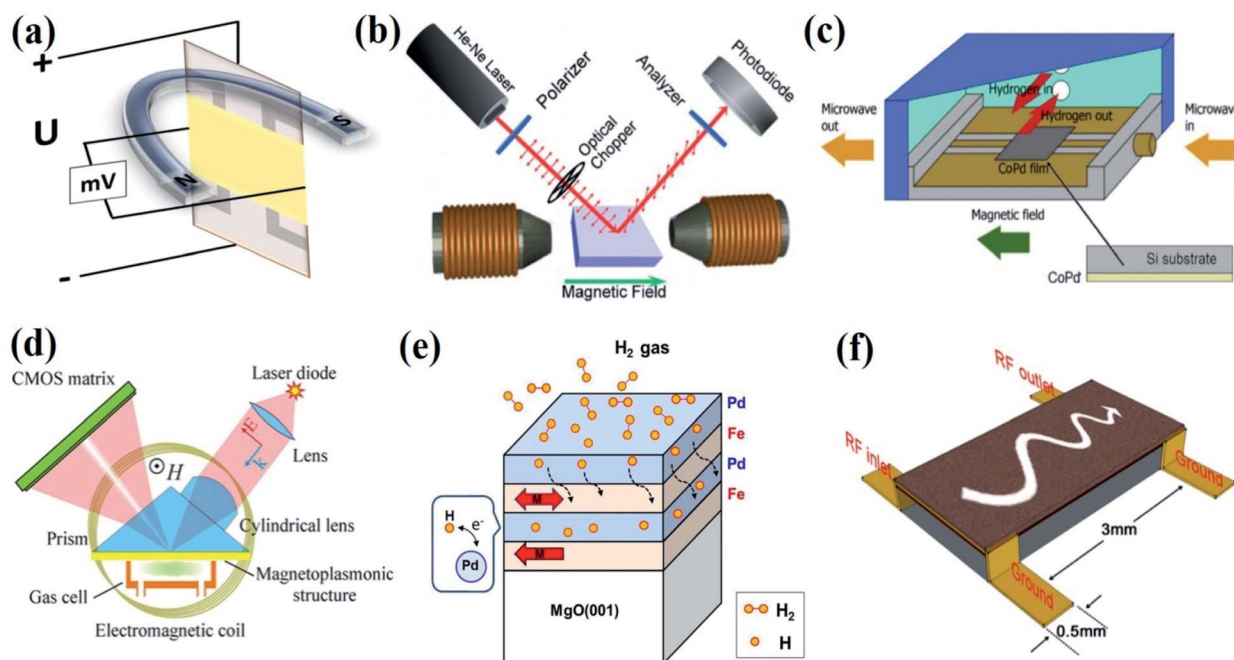 (a)
+
U
mV
N
S
-
(b)
He-Ne Laser
Polarizer
Optical
Chopper
Analyzer
Photodiode
Magnetic Field
(c)
Hydrogen in
Hydrogen out
Microwave
out
Microwave
in
CoPd film
Magnetic field
Si substrate
CoPd
(d)
CMOS matrix
Laser diode
E
k
Lens
H
Prism
Cylindrical lens
Gas cell
Magnetoplasmonic
structure
Electromagnetic coil
(e)
H2 gas
Pd
Fe
Pd
Fe
M
H
e-
Pd
M
MgO(001)
H2
H
(f)
RF outlet
RF inlet
Ground
3mm
Ground
0.5mm